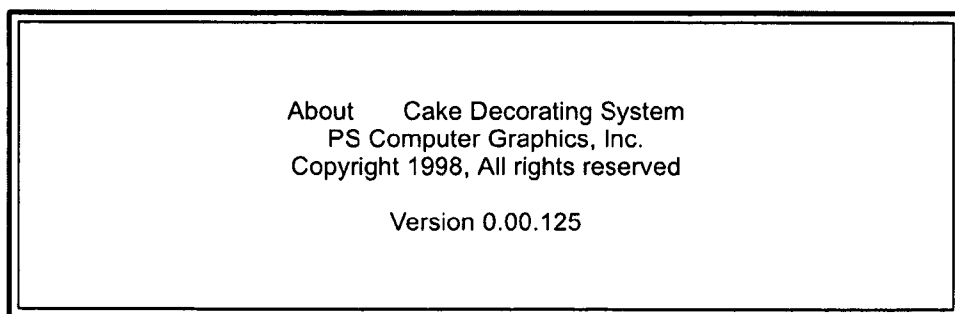 About Cake Decorating System
PS Computer Graphics, Inc.
Copyright 1998, All rights reserved
Version 0.00.125